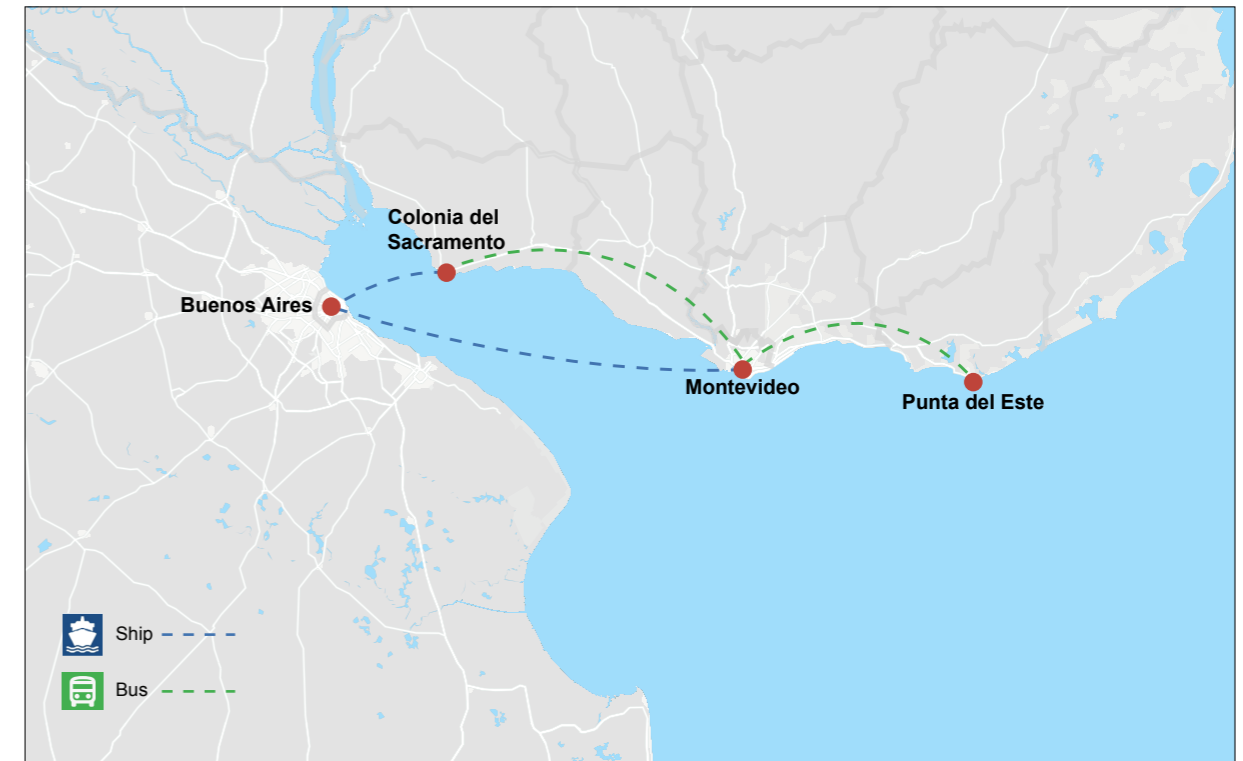 Colonia del
Sacramento
Buenos Aires
Montevideo
Punta del Este
Ship
Bus